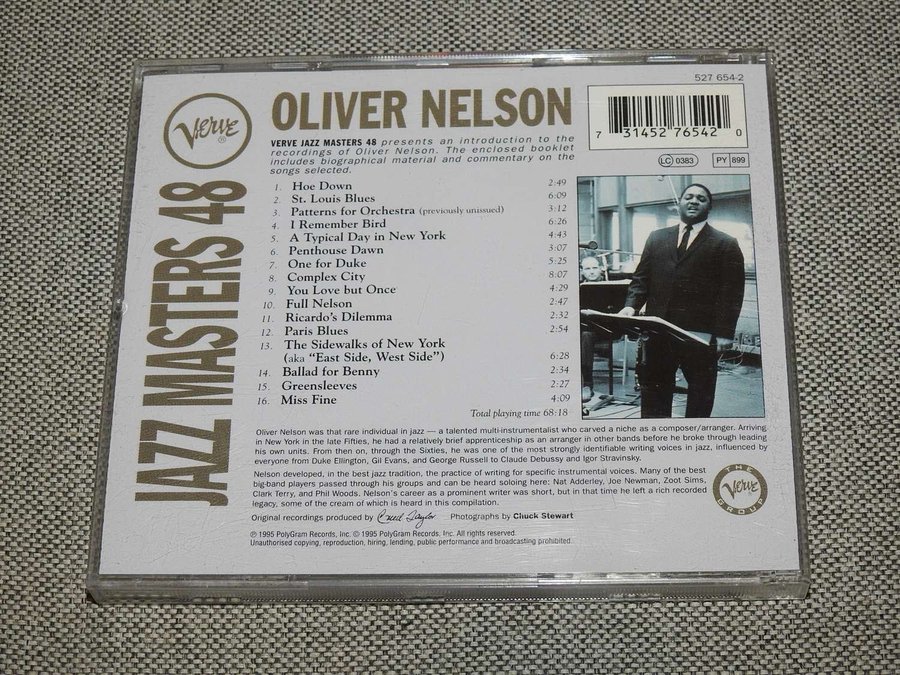 527 654-2
Verve
OLIVER NELSON
7 31452 76542 0
VERVE JAZZ MASTERS 48 presents an introduction to the
recordings of Oliver Nelson. The enclosed booklet
includes biographical material and commentary on the
songs selected.
LC 0383
PY 899
JAZZ MASTERS 48
1. Hoe Down 2:49
2. St. Louis Blues 6:09
3. Patterns for Orchestra (previously unissued) 3:12
4. I Remember Bird 6:26
5. A Typical Day in New York 4:43
6. Penthouse Dawn 3:07
7. One for Duke 5:25
8. Complex City 8:07
9. You Love but Once 4:29
10. Full Nelson 2:47
11. Ricardo's Dilemma 2:32
12. Paris Blues 2:54
13. The Sidewalks of New York
(aka “East Side, West Side”) 6:28
14. Ballad for Benny 2:34
15. Greensleeves 2:27
16. Miss Fine 4:09
Total playing time 68:18
Oliver Nelson was that rare individual in jazz — a talented multi-instrumentalist who carved a niche as a composer/arranger. Arriving
in New York in the late Fifties, he had a relatively brief apprenticeship as an arranger in other bands before he broke through leading
his own units. From then on, through the Sixties, he was one of the most strongly identifiable writing voices in jazz, influenced by
everyone from Duke Ellington, Gil Evans, and George Russell to Claude Debussy and Igor Stravinsky.
Nelson developed, in the best jazz tradition, the practice of writing for specific instrumental voices. Many of the best
big-band players passed through his groups and can be heard soloing here: Nat Adderley, Joe Newman, Zoot Sims,
Clark Terry, and Phil Woods. Nelson's career as a prominent writer was short, but in that time he left a rich recorded
legacy, some of the cream of which is heard in this compilation.
THE Verve GROUP
Original recordings produced by Creed Taylor Photographs by Chuck Stewart
℗ 1995 PolyGram Records, Inc. © 1995 PolyGram Records, Inc. All rights reserved.
Unauthorised copying, reproduction, hiring, lending, public performance and broadcasting prohibited.